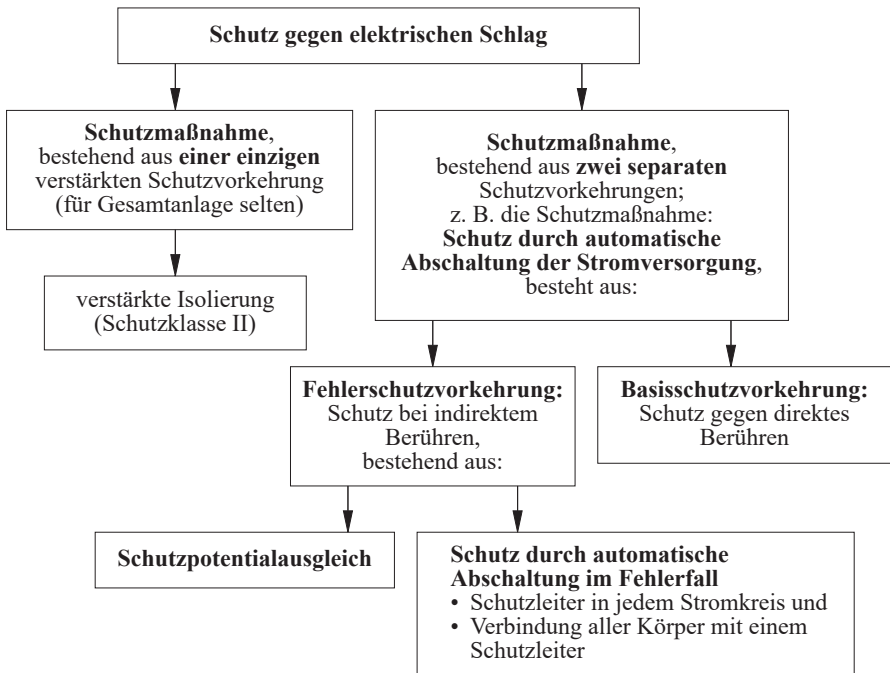 Schutz gegen elektrischen Schlag
Schutzmaßnahme,
bestehend aus einer einzigen
verstärkten Schutzvorkehrung
(für Gesamtanlage selten)
Schutzmaßnahme,
bestehend aus zwei separaten
Schutzvorkehrungen;
z. B. die Schutzmaßnahme:
Schutz durch automatische
Abschaltung der Stromversorgung,
besteht aus:
verstärkte Isolierung
(Schutzklasse II)
Fehlerschutzvorkehrung:
Schutz bei indirektem
Berühren,
bestehend aus:
Basisschutzvorkehrung:
Schutz gegen direktes
Berühren
Schutzpotentialausgleich
Schutz durch automatische
Abschaltung im Fehlerfall
• Schutzleiter in jedem Stromkreis und
• Verbindung aller Körper mit einem
Schutzleiter